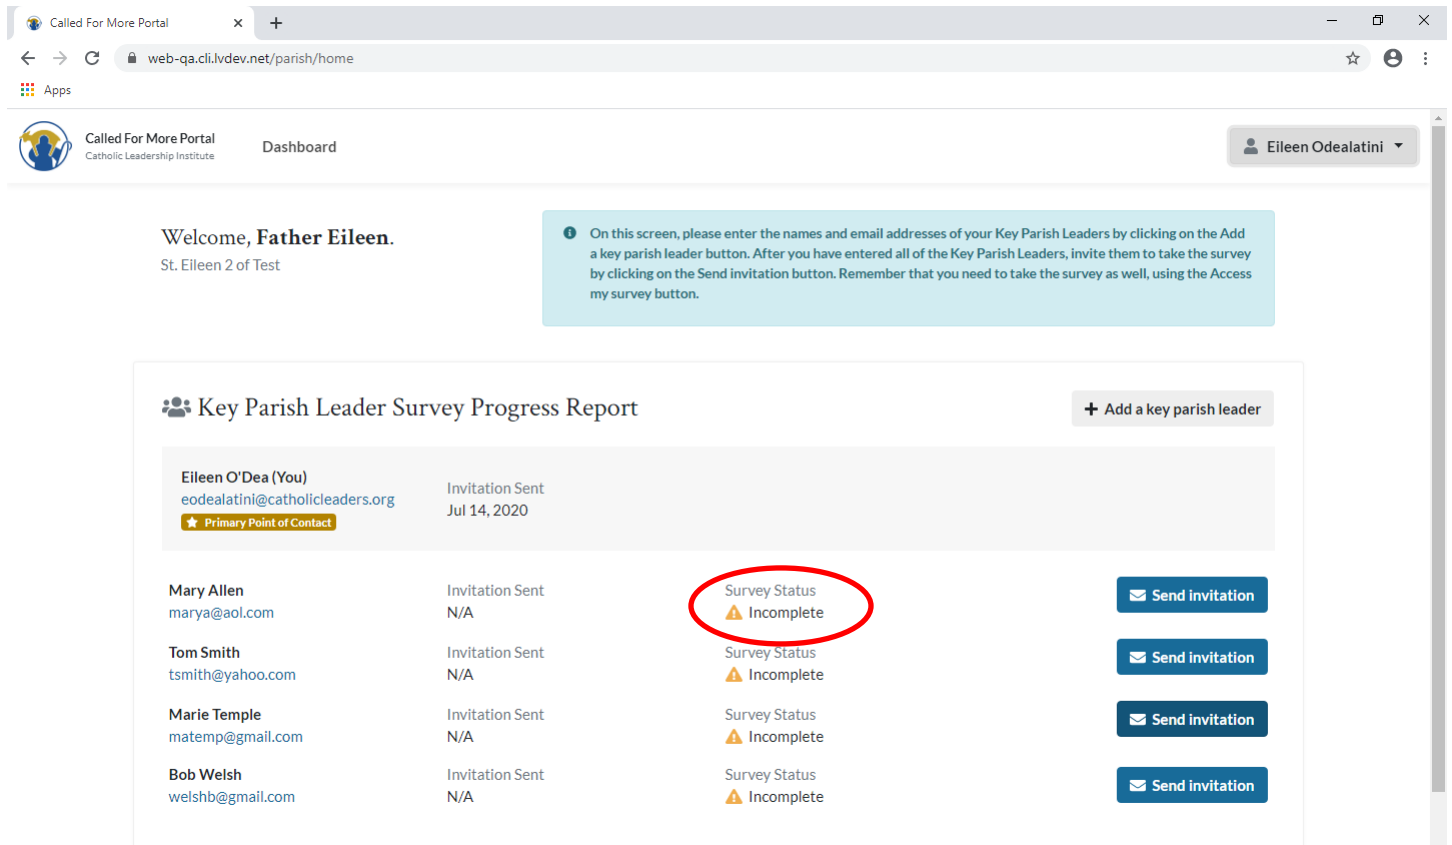 Called For More Portal
web-qa.cli.lvdev.net/parish/home
Apps
Called For More Portal
Catholic Leadership Institute
Dashboard
Eileen Odealatini
Welcome, Father Eileen.
St. Eileen 2 of Test
On this screen, please enter the names and email addresses of your Key Parish Leaders by clicking on the Add
a key parish leader button. After you have entered all of the Key Parish Leaders, invite them to take the survey
by clicking on the Send invitation button. Remember that you need to take the survey as well, using the Access
my survey button.
Key Parish Leader Survey Progress Report
+ Add a key parish leader
Eileen O'Dea (You)
eodealatini@catholicleaders.org
Primary Point of Contact
Invitation Sent
Jul 14, 2020
Mary Allen
marya@aol.com
Invitation Sent
N/A
Survey Status
Incomplete
Send invitation
Tom Smith
tsmith@yahoo.com
Invitation Sent
N/A
Survey Status
Incomplete
Send invitation
Marie Temple
matemp@gmail.com
Invitation Sent
N/A
Survey Status
Incomplete
Send invitation
Bob Welsh
welshb@gmail.com
Invitation Sent
N/A
Survey Status
Incomplete
Send invitation